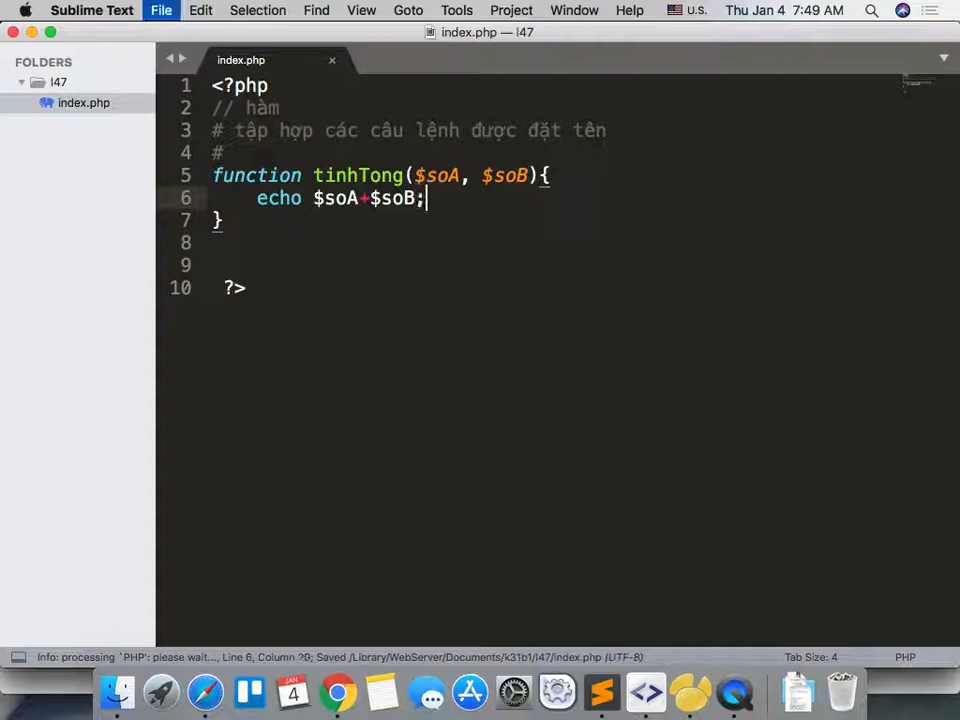 Sublime Text File Edit Selection Find View Goto Tools Project Window Help U.S. Thu Jan 4 7:49 AM
index.php — l47
FOLDERS
l47
index.php
index.php
1 <?php
2 // hàm
3 # tập hợp các câu lệnh được đặt tên
4 #
5 function tinhTong($soA, $soB){
6 echo $soA+$soB;
7 }
8
9
10 ?>
Info: processing `PHP`: please wait..., Line 6, Column 20; Saved /Library/WebServer/Documents/k31b1/l47/index.php (UTF-8) Tab Size: 4 PHP
JAN
4